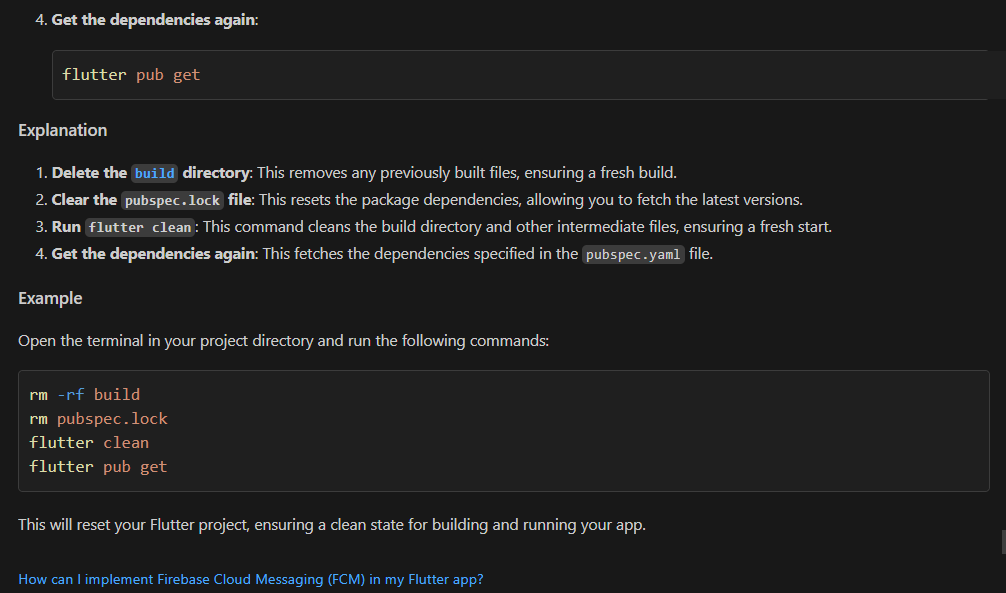 4. Get the dependencies again:
flutter pub get
Explanation
1. Delete the build directory: This removes any previously built files, ensuring a fresh build.
2. Clear the pubspec.lock file: This resets the package dependencies, allowing you to fetch the latest versions.
3. Run flutter clean: This command cleans the build directory and other intermediate files, ensuring a fresh start.
4. Get the dependencies again: This fetches the dependencies specified in the pubspec.yaml file.
Example
Open the terminal in your project directory and run the following commands:
rm -rf build
rm pubspec.lock
flutter clean
flutter pub get
This will reset your Flutter project, ensuring a clean state for building and running your app.
How can I implement Firebase Cloud Messaging (FCM) in my Flutter app?